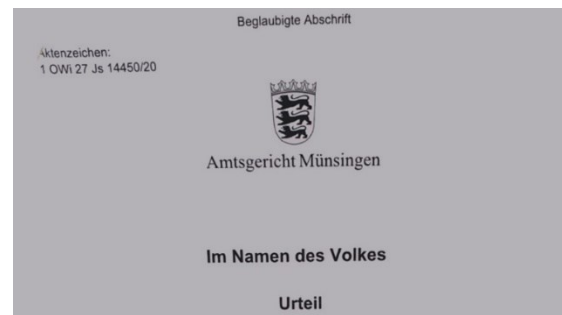 Beglaubigte Abschrift
Aktenzeichen:
1 OWi 27 Js 14450/20
Amtsgericht Münsingen
Im Namen des Volkes
Urteil